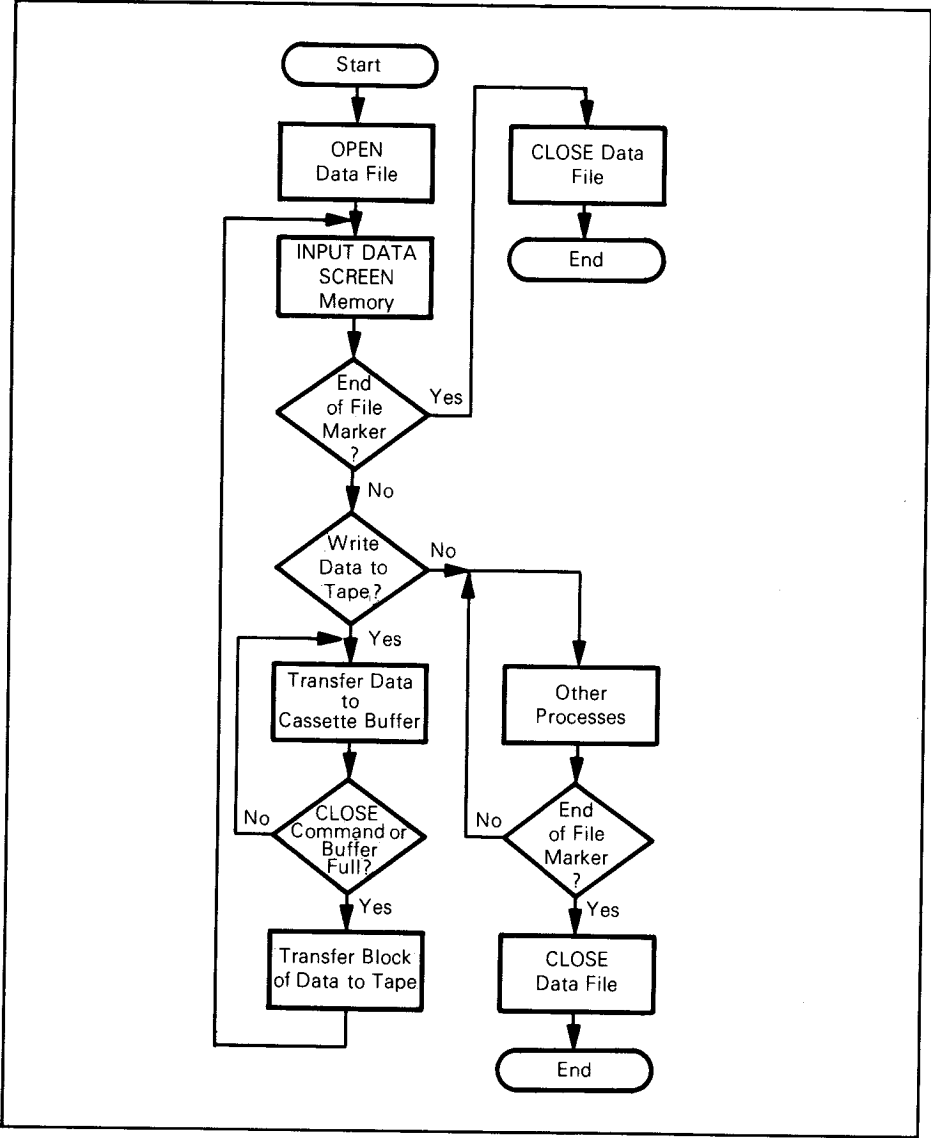 Start
OPEN
Data File
INPUT DATA
SCREEN
Memory
End
of File
Marker
?
Yes
CLOSE Data
File
End
No
Write
Data to
Tape?
No
Yes
Transfer Data
to
Cassette Buffer
CLOSE
Command or
Buffer
Full?
No
Yes
Transfer Block
of Data to Tape
Other
Processes
End
of File
Marker
?
No
Yes
CLOSE
Data File
End